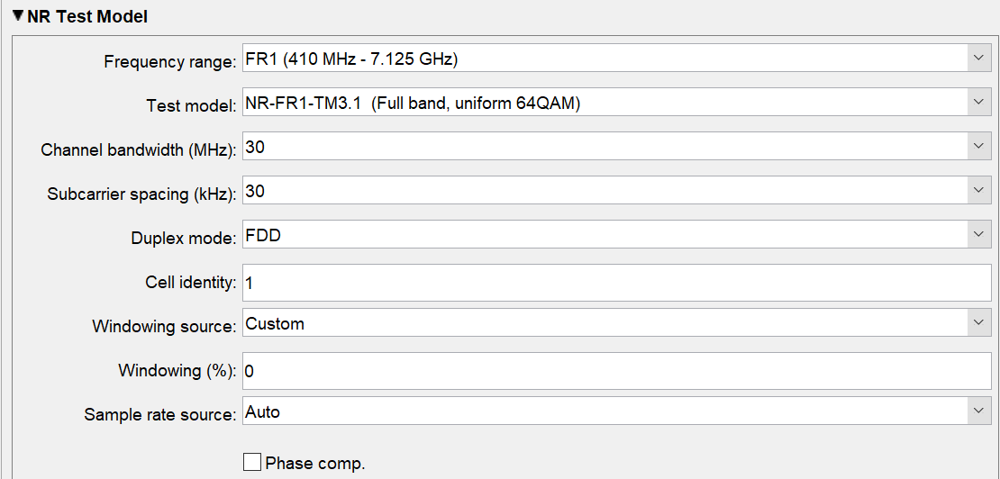 NR Test Model
Frequency range: FR1 (410 MHz - 7.125 GHz)
Test model: NR-FR1-TM3.1 (Full band, uniform 64QAM)
Channel bandwidth (MHz): 30
Subcarrier spacing (kHz): 30
Duplex mode: FDD
Cell identity: 1
Windowing source: Custom
Windowing (%): 0
Sample rate source: Auto
Phase comp.